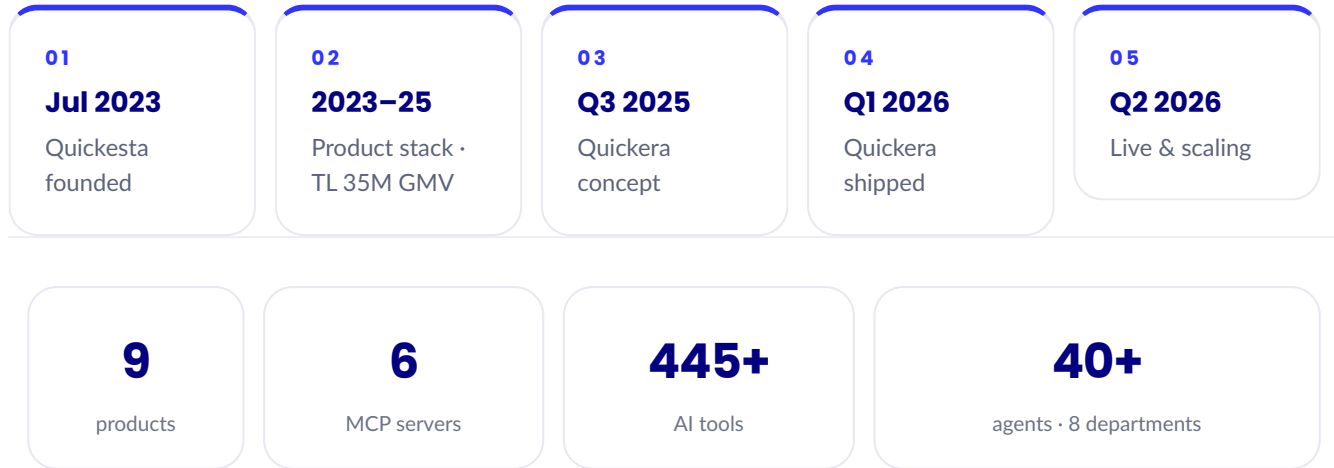 01
Jul 2023
Quickesta
founded
02
2023–25
Product stack ·
TL 35M GMV
03
Q3 2025
Quickera
concept
04
Q1 2026
Quickera
shipped
05
Q2 2026
Live & scaling
9
products
6
MCP servers
445+
AI tools
40+
agents · 8 departments